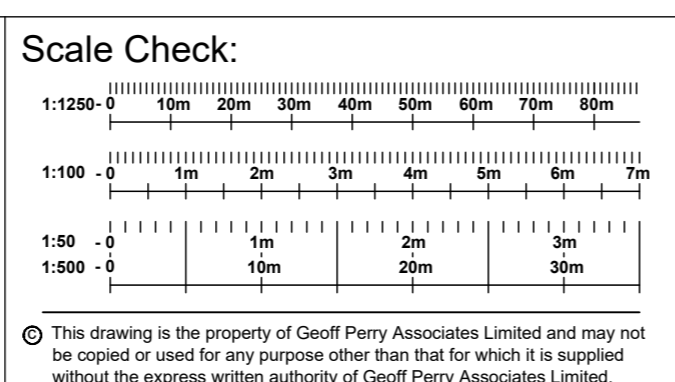 Scale Check:
1:1250- 0 10m 20m 30m 40m 50m 60m 70m 80m
1:100 - 0 1m 2m 3m 4m 5m 6m 7m
1:50 - 0 1m 2m 3m
1:500 - 0 10m 20m 30m
© This drawing is the property of Geoff Perry Associates Limited and may not
be copied or used for any purpose other than that for which it is supplied
without the express written authority of Geoff Perry Associates Limited.